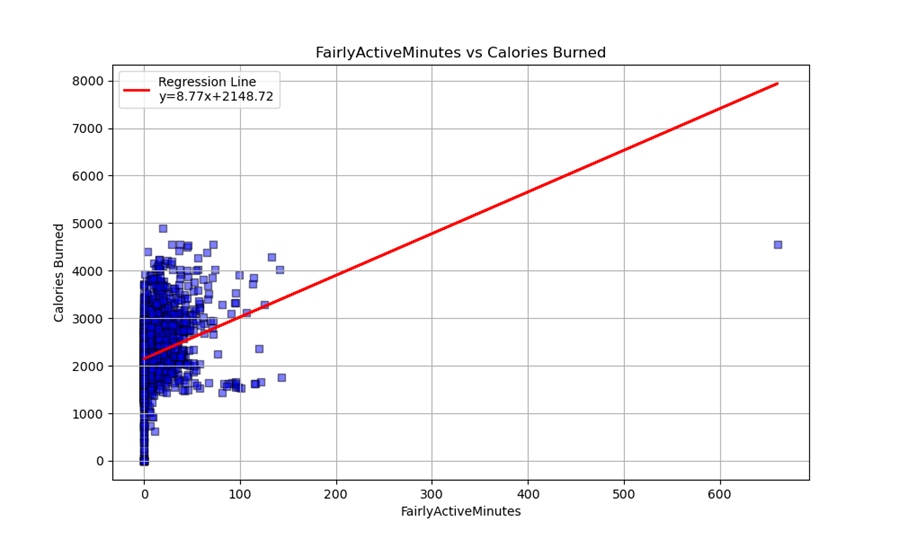 FairlyActiveMinutes vs Calories Burned
Regression Line
y=8.77x+2148.72
8000
7000
6000
5000
4000
3000
2000
1000
0
Calories Burned
0 100 200 300 400 500 600
FairlyActiveMinutes